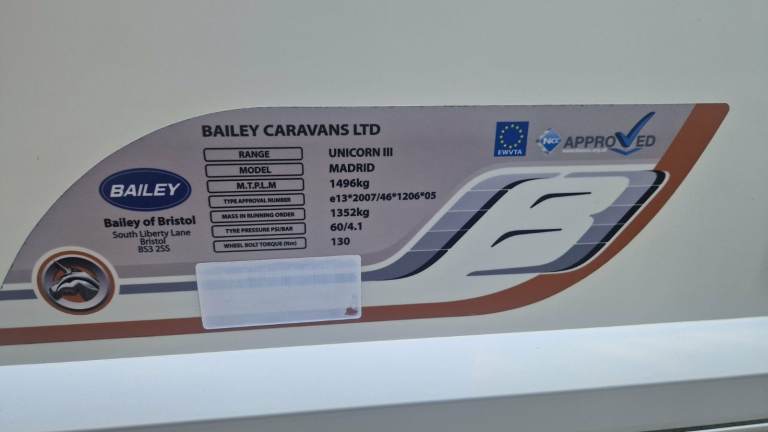 BAILEY CARAVANS LTD
RANGE UNICORN III
MODEL MADRID
M.T.P.L.M 1496kg
TYPE APPROVAL NUMBER e13*2007/46*1206*05
MASS IN RUNNING ORDER 1352kg
TYRE PRESSURE PSI/BAR 60/4.1
WHEEL BOLT TORQUE (Nm) 130
BAILEY
Bailey of Bristol
South Liberty Lane
Bristol
BS3 2SS
EWVTA
NCC APPROVED
B